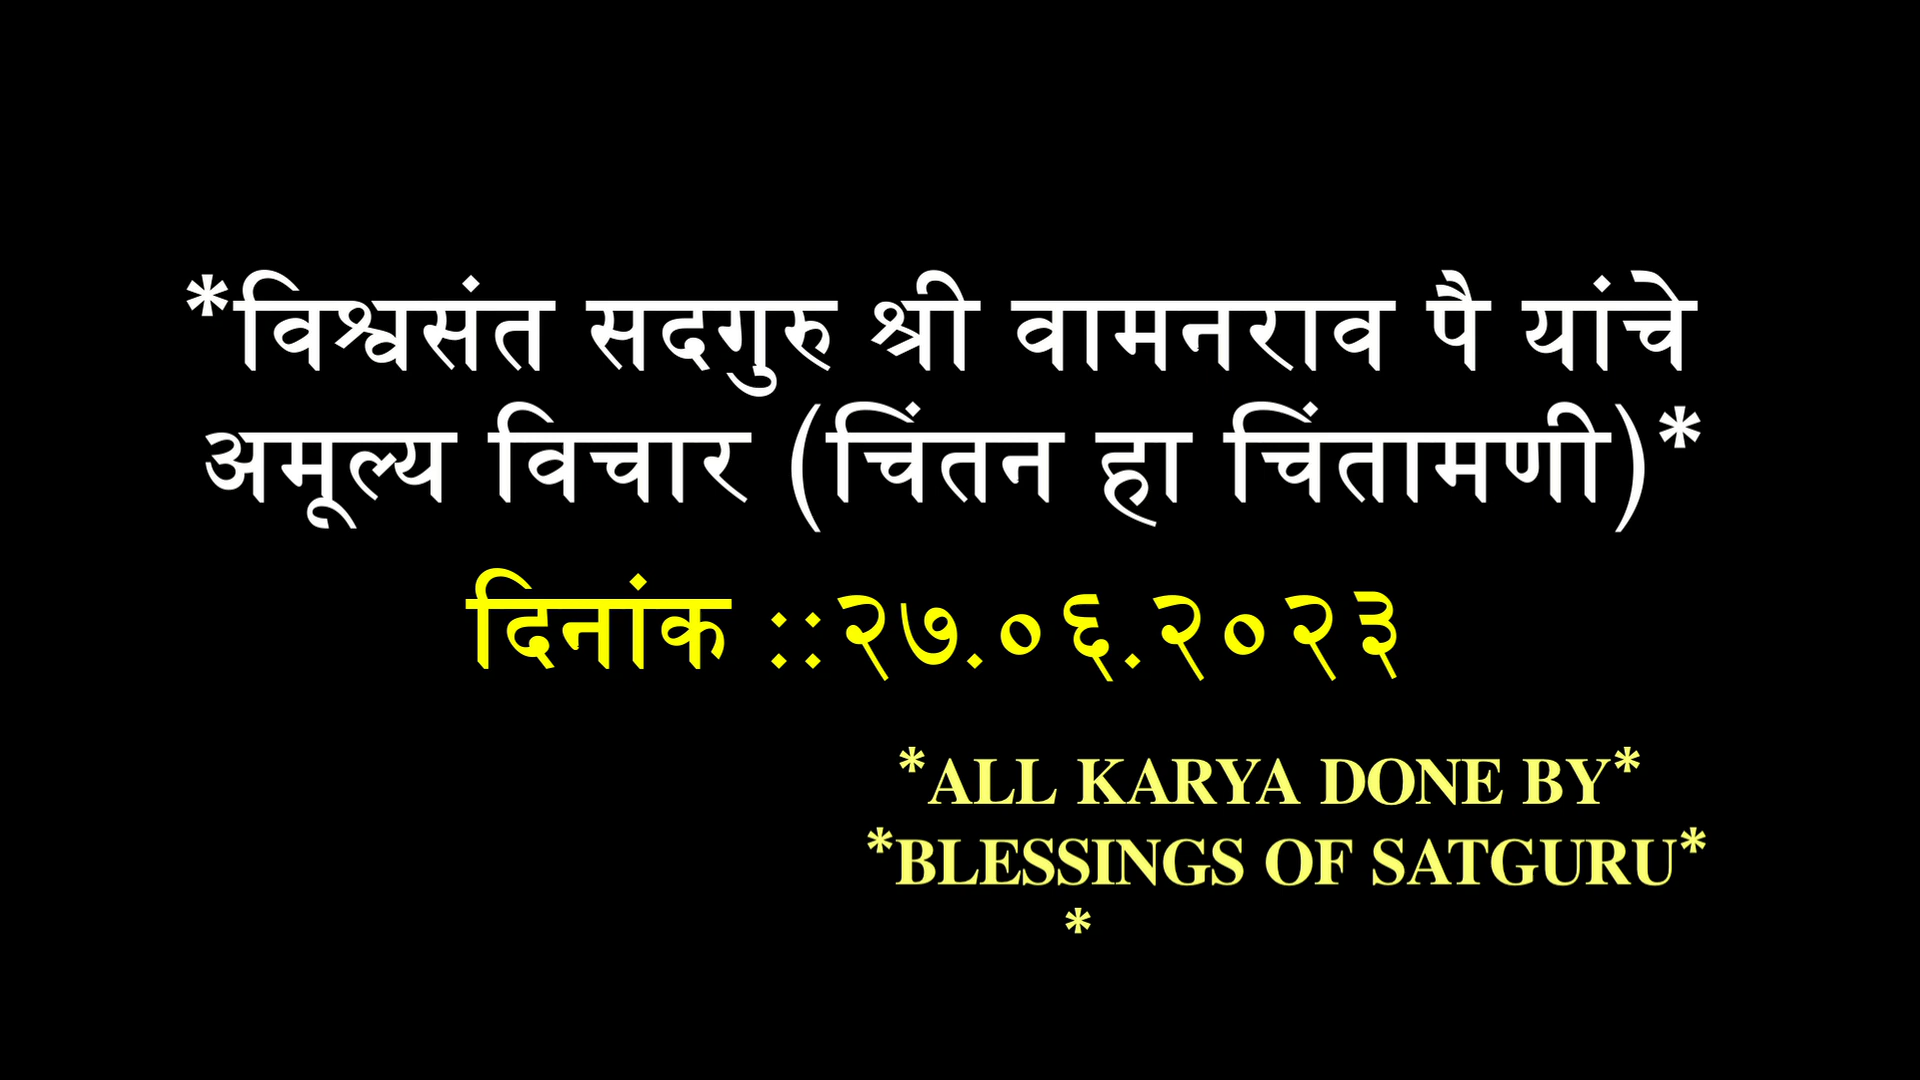 *विश्वसंत सदगुरु श्री वामनराव पै यांचे
अमूल्य विचार (चिंतन हा चिंतामणी)*
दिनांक ::२७.०६.२०२३
*ALL KARYA DONE BY*
*BLESSINGS OF SATGURU*
*